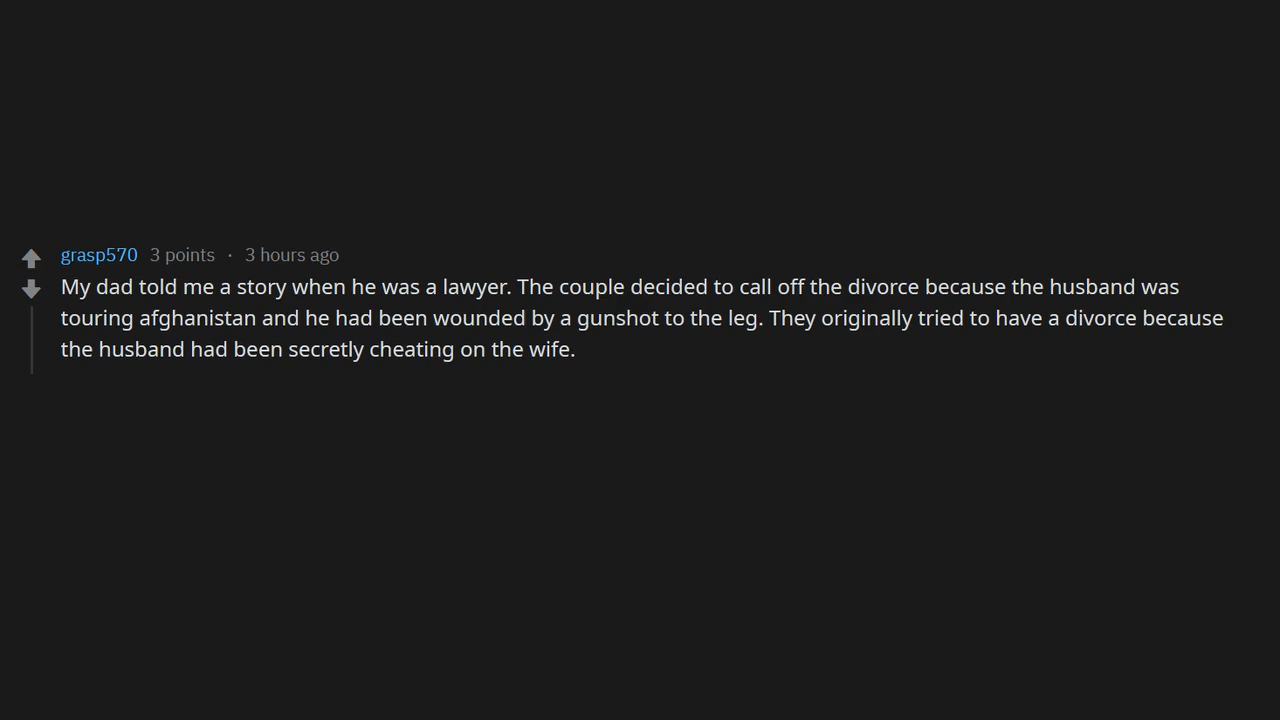 grasp570 3 points · 3 hours ago
My dad told me a story when he was a lawyer. The couple decided to call off the divorce because the husband was
touring afghanistan and he had been wounded by a gunshot to the leg. They originally tried to have a divorce because
the husband had been secretly cheating on the wife.